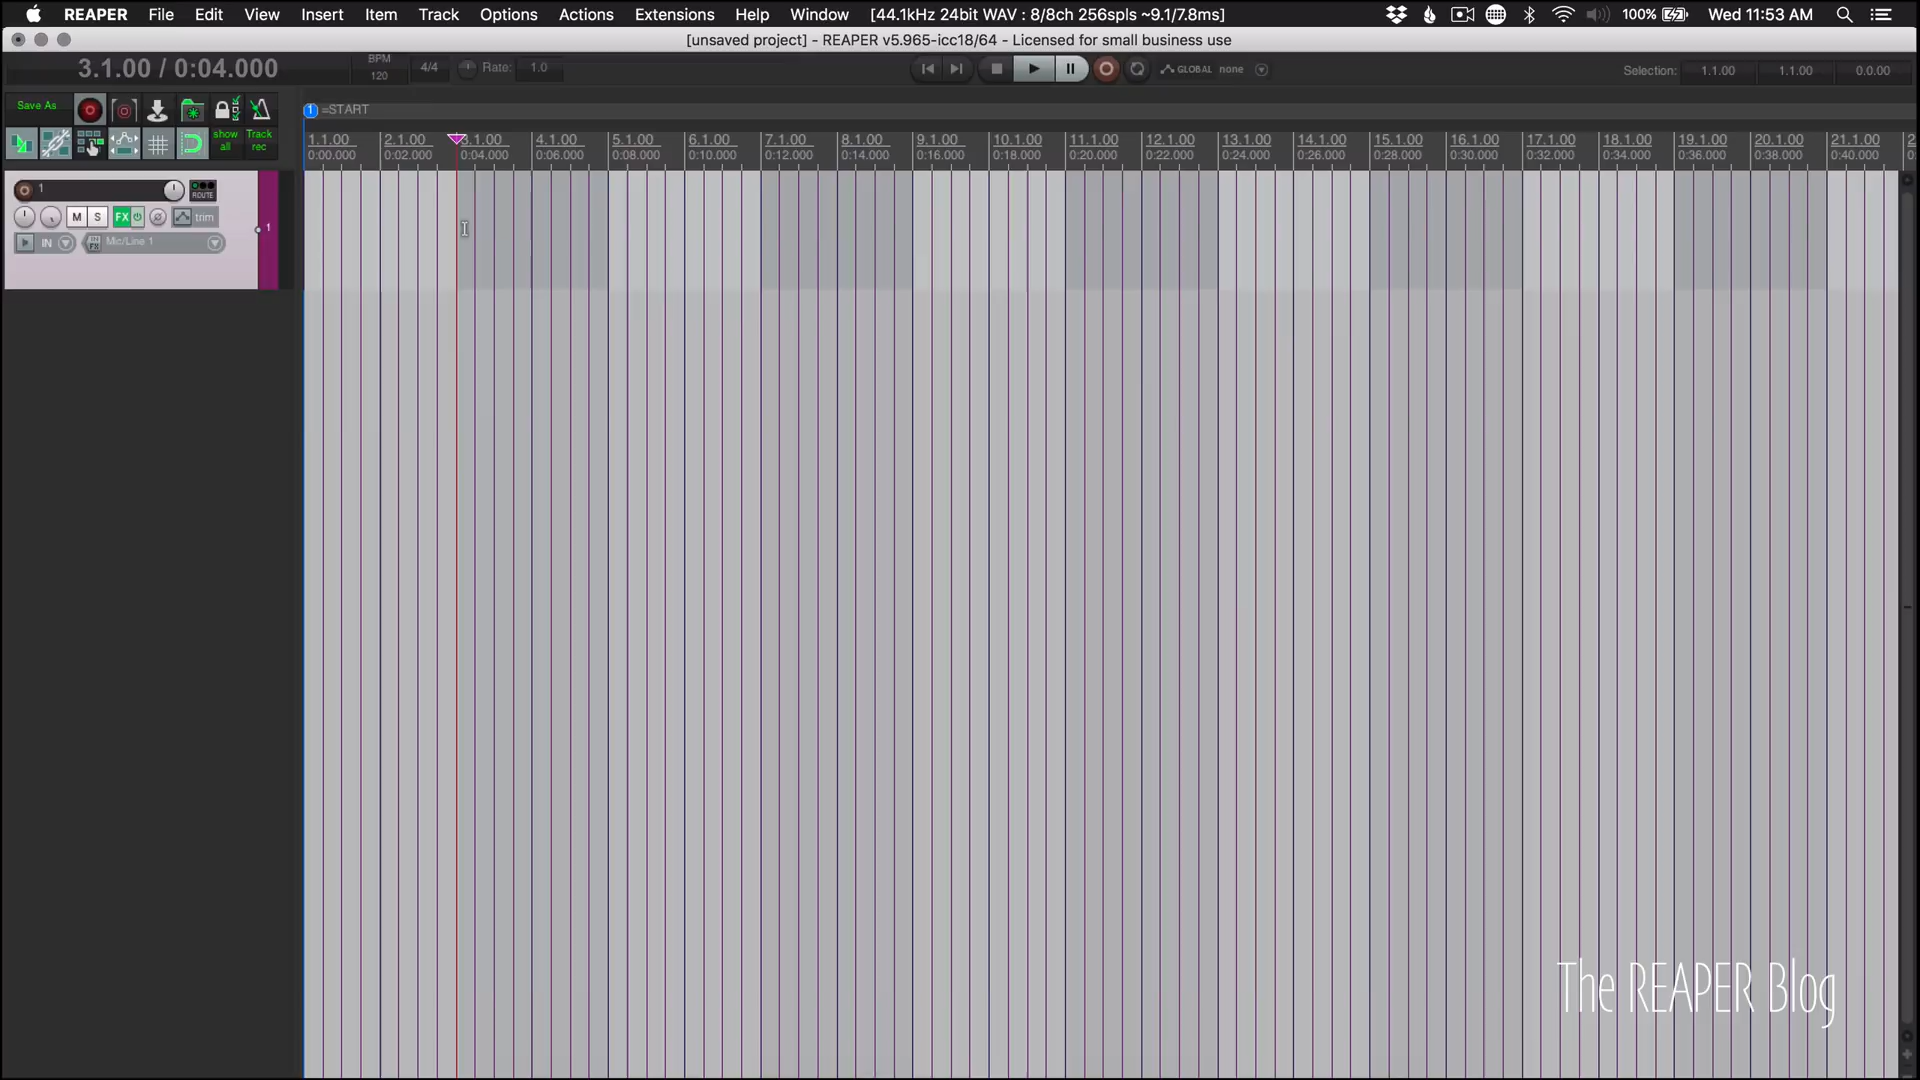 REAPER File Edit View Insert Item Track Options Actions Extensions Help Window [44.1kHz 24bit WAV : 8/8ch 256spls ~9.1/7.8ms] 100% Wed 11:53 AM
[unsaved project] - REAPER v5.965-icc18/64 - Licensed for small business use
3.1.00 / 0:04.000 BPM 120 4/4 Rate: 1.0 GLOBAL none Selection: 1.1.00 1.1.00 0.0.00
Save As
1 =START
show all Track rec
1.1.00 2.1.00 3.1.00 4.1.00 5.1.00 6.1.00 7.1.00 8.1.00 9.1.00 10.1.00 11.1.00 12.1.00 13.1.00 14.1.00 15.1.00 16.1.00 17.1.00 18.1.00 19.1.00 20.1.00 21.1.00
0:00.000 0:02.000 0:04.000 0:06.000 0:08.000 0:10.000 0:12.000 0:14.000 0:16.000 0:18.000 0:20.000 0:22.000 0:24.000 0:26.000 0:28.000 0:30.000 0:32.000 0:34.000 0:36.000 0:38.000 0:40.000
1 ROUTE
M S FX trim 1
IN IN FX Mic/Line 1
The REAPER Blog